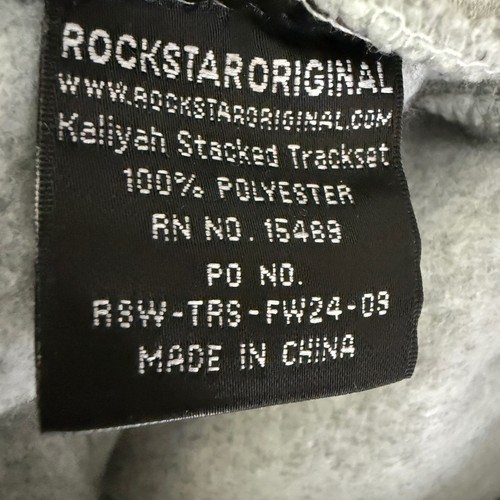 ROCKSTARORIGINAL
WWW.ROCKSTARORIGINAL.COM
Kaliyah Stacked Trackset
100% POLYESTER
RN NO. 15489
PO NO.
RSW-TRS-FW24-09
MADE IN CHINA